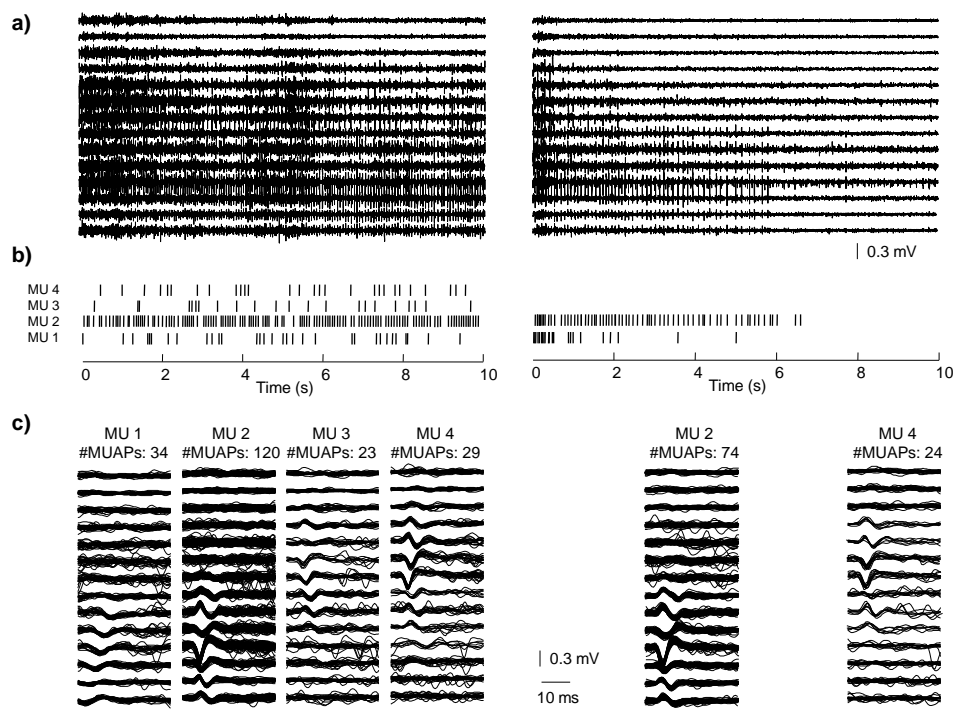 a)
0.3 mV
b)
MU 4
MU 3
MU 2
MU 1
0 2 4 6 8 10
Time (s)
0 2 4 6 8 10
Time (s)
c)
MU 1
#MUAPs: 34
MU 2
#MUAPs: 120
MU 3
#MUAPs: 23
MU 4
#MUAPs: 29
MU 2
#MUAPs: 74
MU 4
#MUAPs: 24
0.3 mV
10 ms